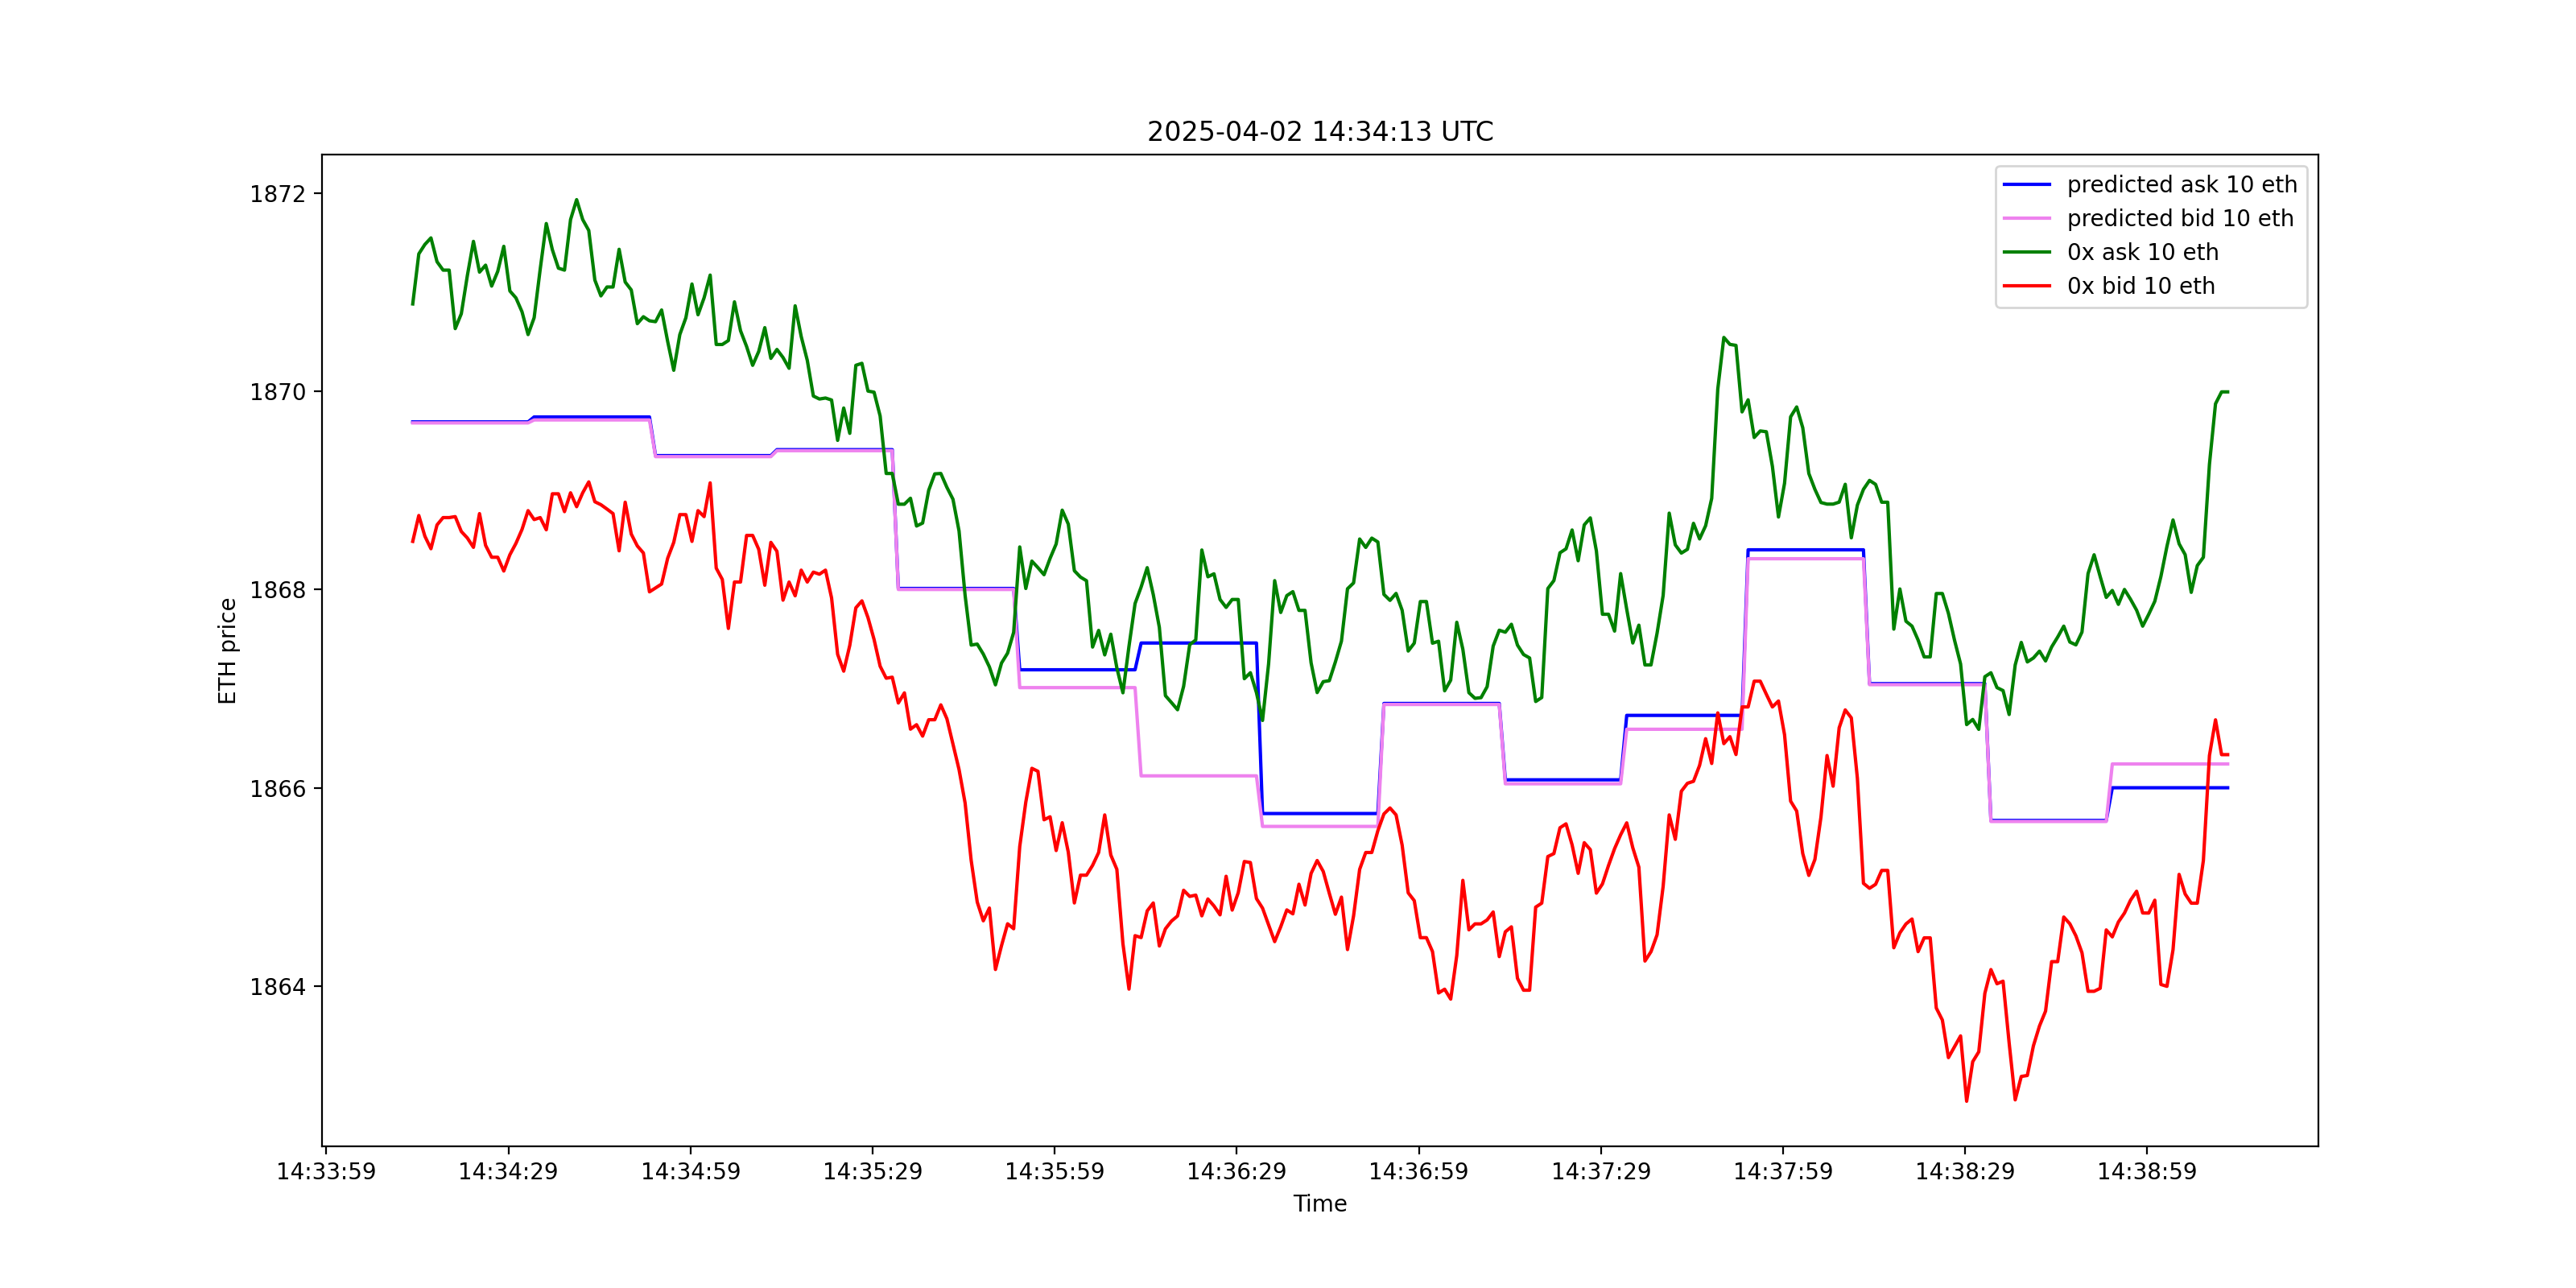 2025-04-02 14:34:13 UTC
predicted ask 10 eth
predicted bid 10 eth
0x ask 10 eth
0x bid 10 eth
1872
1870
1868
1866
1864
ETH price
14:33:59 14:34:29 14:34:59 14:35:29 14:35:59 14:36:29 14:36:59 14:37:29 14:37:59 14:38:29 14:38:59
Time